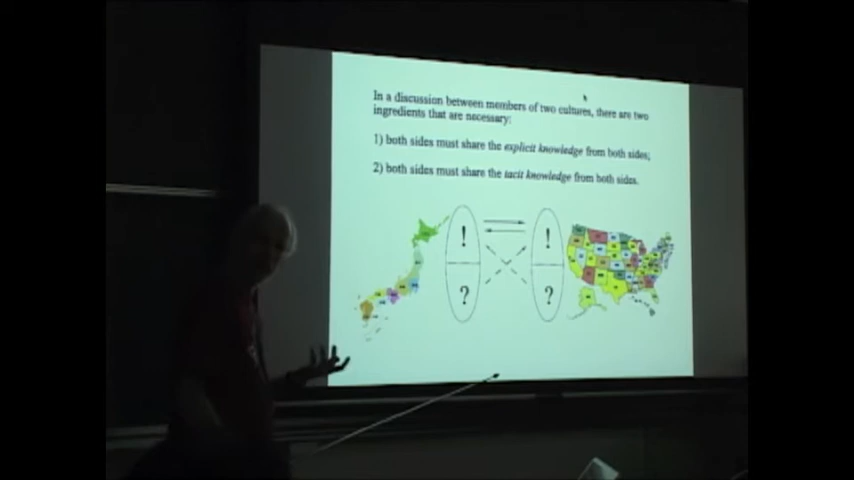 In a discussion between members of two cultures, there are two
ingredients that are necessary:
1) both sides must share the explicit knowledge from both sides;
2) both sides must share the tacit knowledge from both sides.
! !
? ?